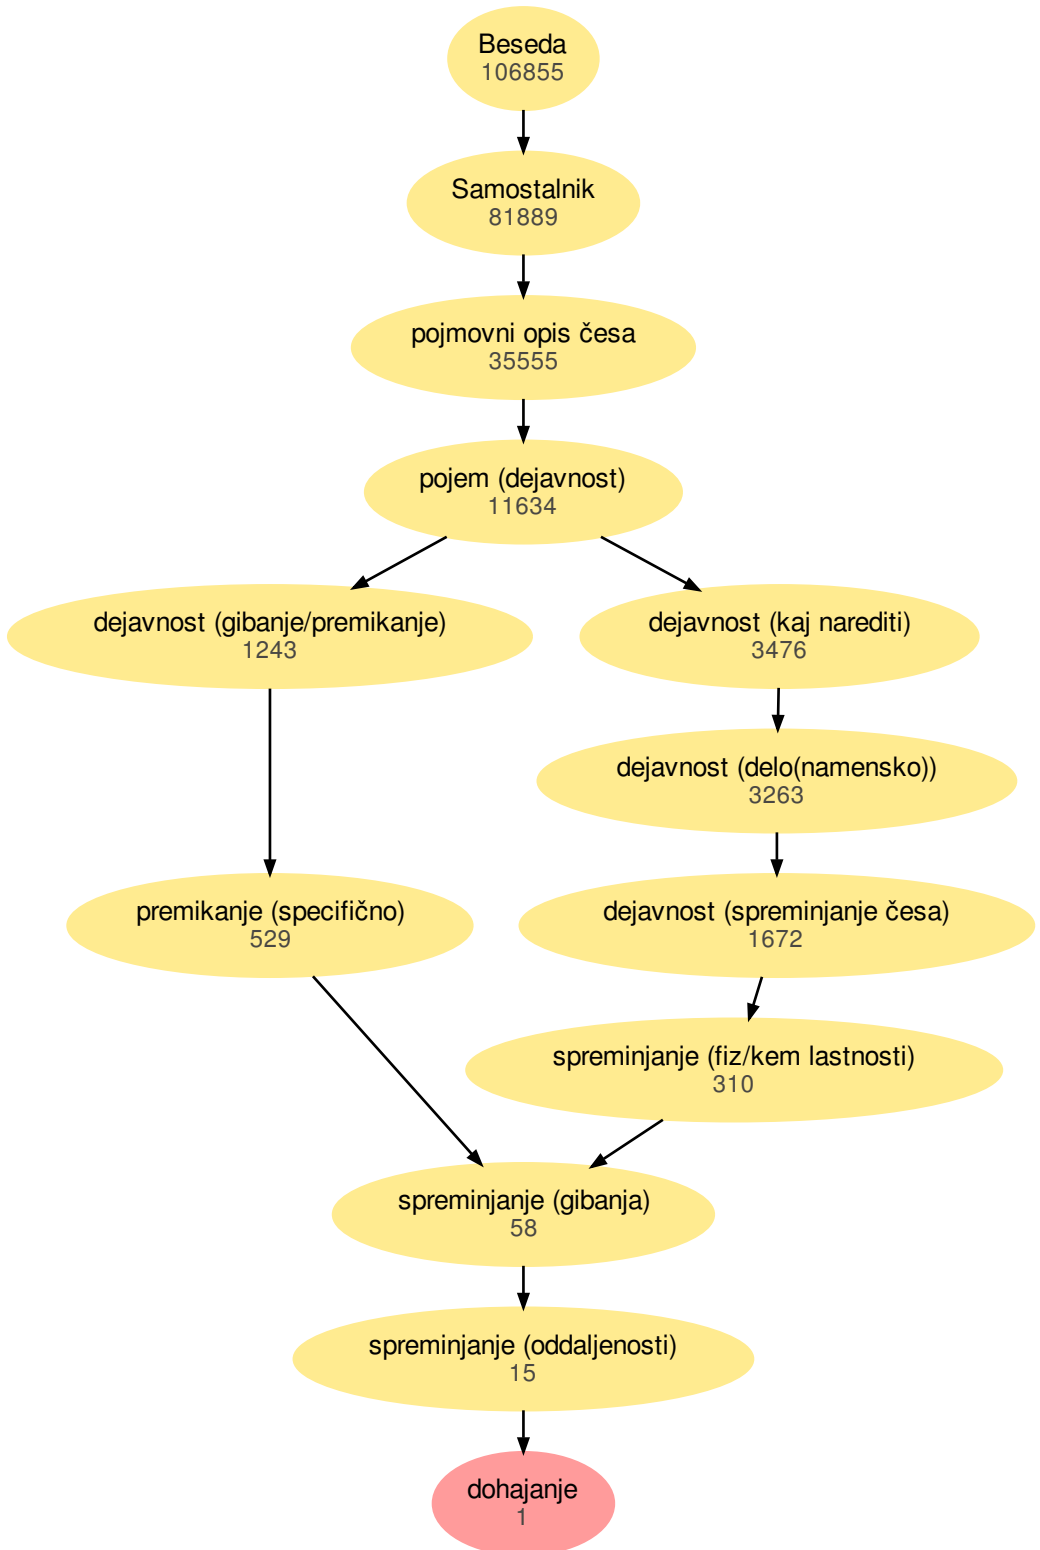 Beseda
106855
Samostalnik
81889
pojmovni opis česa
35555
pojem (dejavnost)
11634
dejavnost (gibanje/premikanje)
1243
dejavnost (kaj narediti)
3476
dejavnost (delo(namensko))
3263
premikanje (specifično)
529
dejavnost (spreminjanje česa)
1672
spreminjanje (fiz/kem lastnosti)
310
spreminjanje (gibanja)
58
spreminjanje (oddaljenosti)
15
dohajanje
1